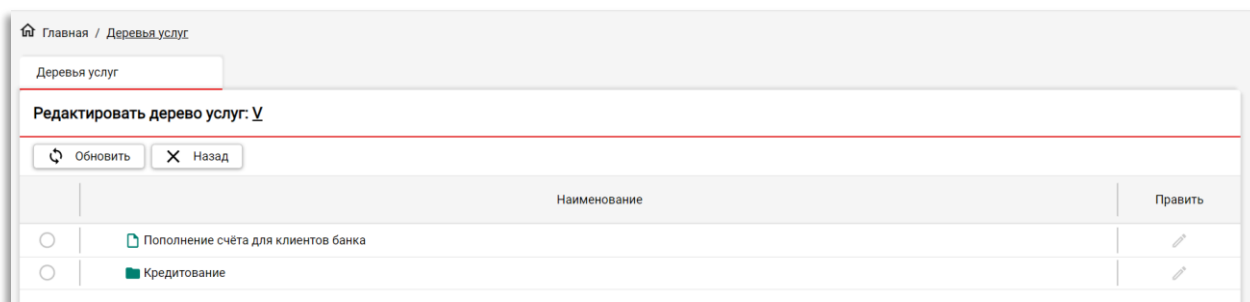 Главная / Деревья услуг
Деревья услуг
Редактировать дерево услуг: V
Обновить Назад
Наименование Править
Пополнение счёта для клиентов банка
Кредитование